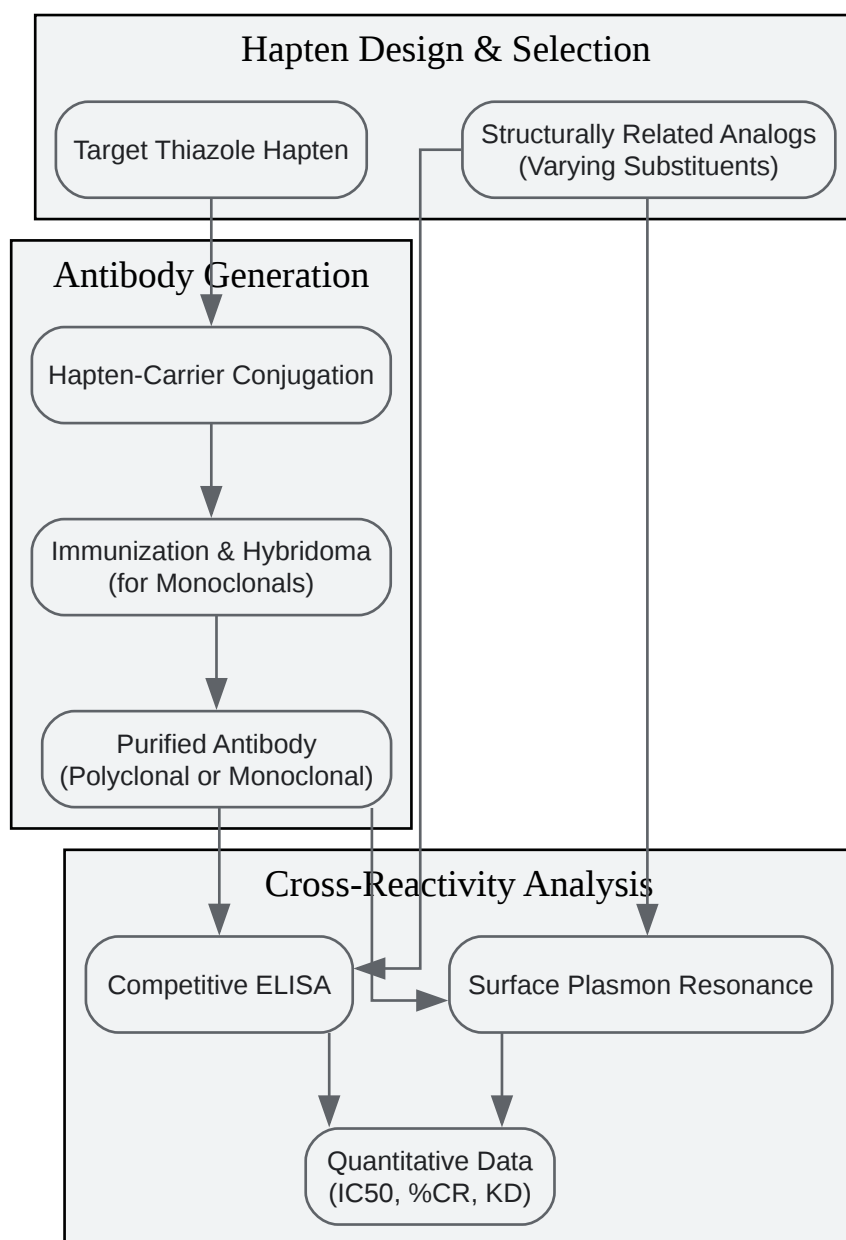 Hapten Design & Selection
Target Thiazole Hapten
Structurally Related Analogs
(Varying Substituents)
Antibody Generation
Hapten-Carrier Conjugation
Immunization & Hybridoma
(for Monoclonals)
Purified Antibody
(Polyclonal or Monoclonal)
Cross-Reactivity Analysis
Competitive ELISA
Surface Plasmon Resonance
Quantitative Data
(IC50, %CR, KD)